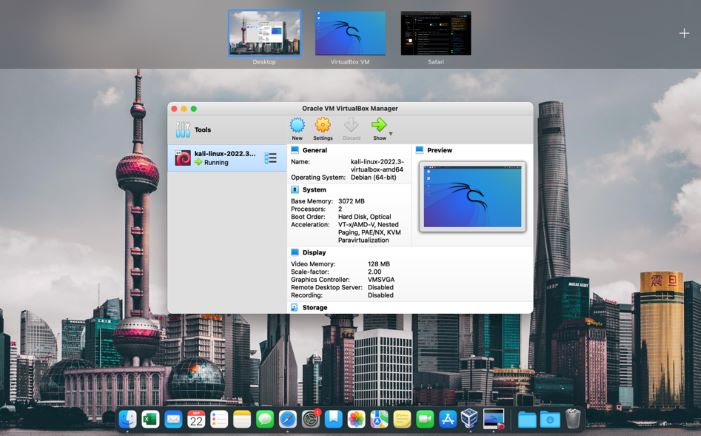 Desktop
VirtualBox VM
Safari
Oracle VM VirtualBox Manager
Tools
New
Settings
Discard
Show
kali-linux-2022.3...
Running
General
Name: kali-linux-2022.3-
virtualbox-amd64
Operating System: Debian (64-bit)
System
Base Memory: 3072 MB
Processors: 2
Boot Order: Hard Disk, Optical
Acceleration: VT-x/AMD-V, Nested
Paging, PAE/NX, KVM
Paravirtualization
Display
Video Memory: 128 MB
Scale-factor: 2.00
Graphics Controller: VMSVGA
Remote Desktop Server: Disabled
Recording: Disabled
Storage
Preview
震旦
AURORA
22